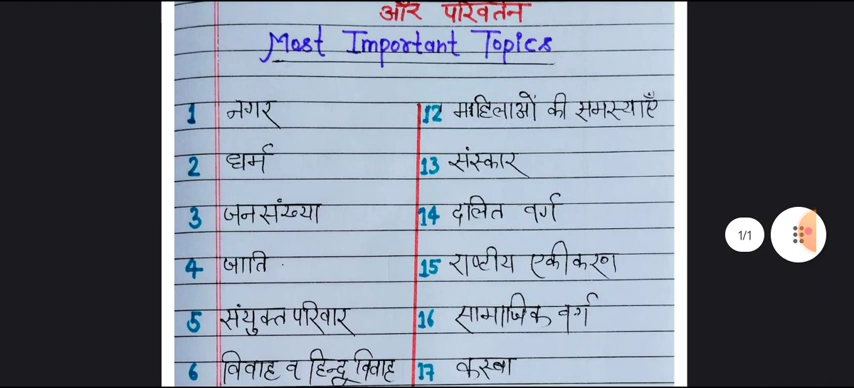 और परिवर्तन
Most Important Topics
1 नगर
2 धर्म
3 जनसंख्या
4 जाति
5 संयुक्त परिवार
6 विवाह व हिन्दू विवाह
12 महिलाओं की समस्याएँ
13 संस्कार
14 दलित वर्ग
15 राष्टीय एकीकरण
16 सामाजिक वर्ग
17 कस्बा
1/1